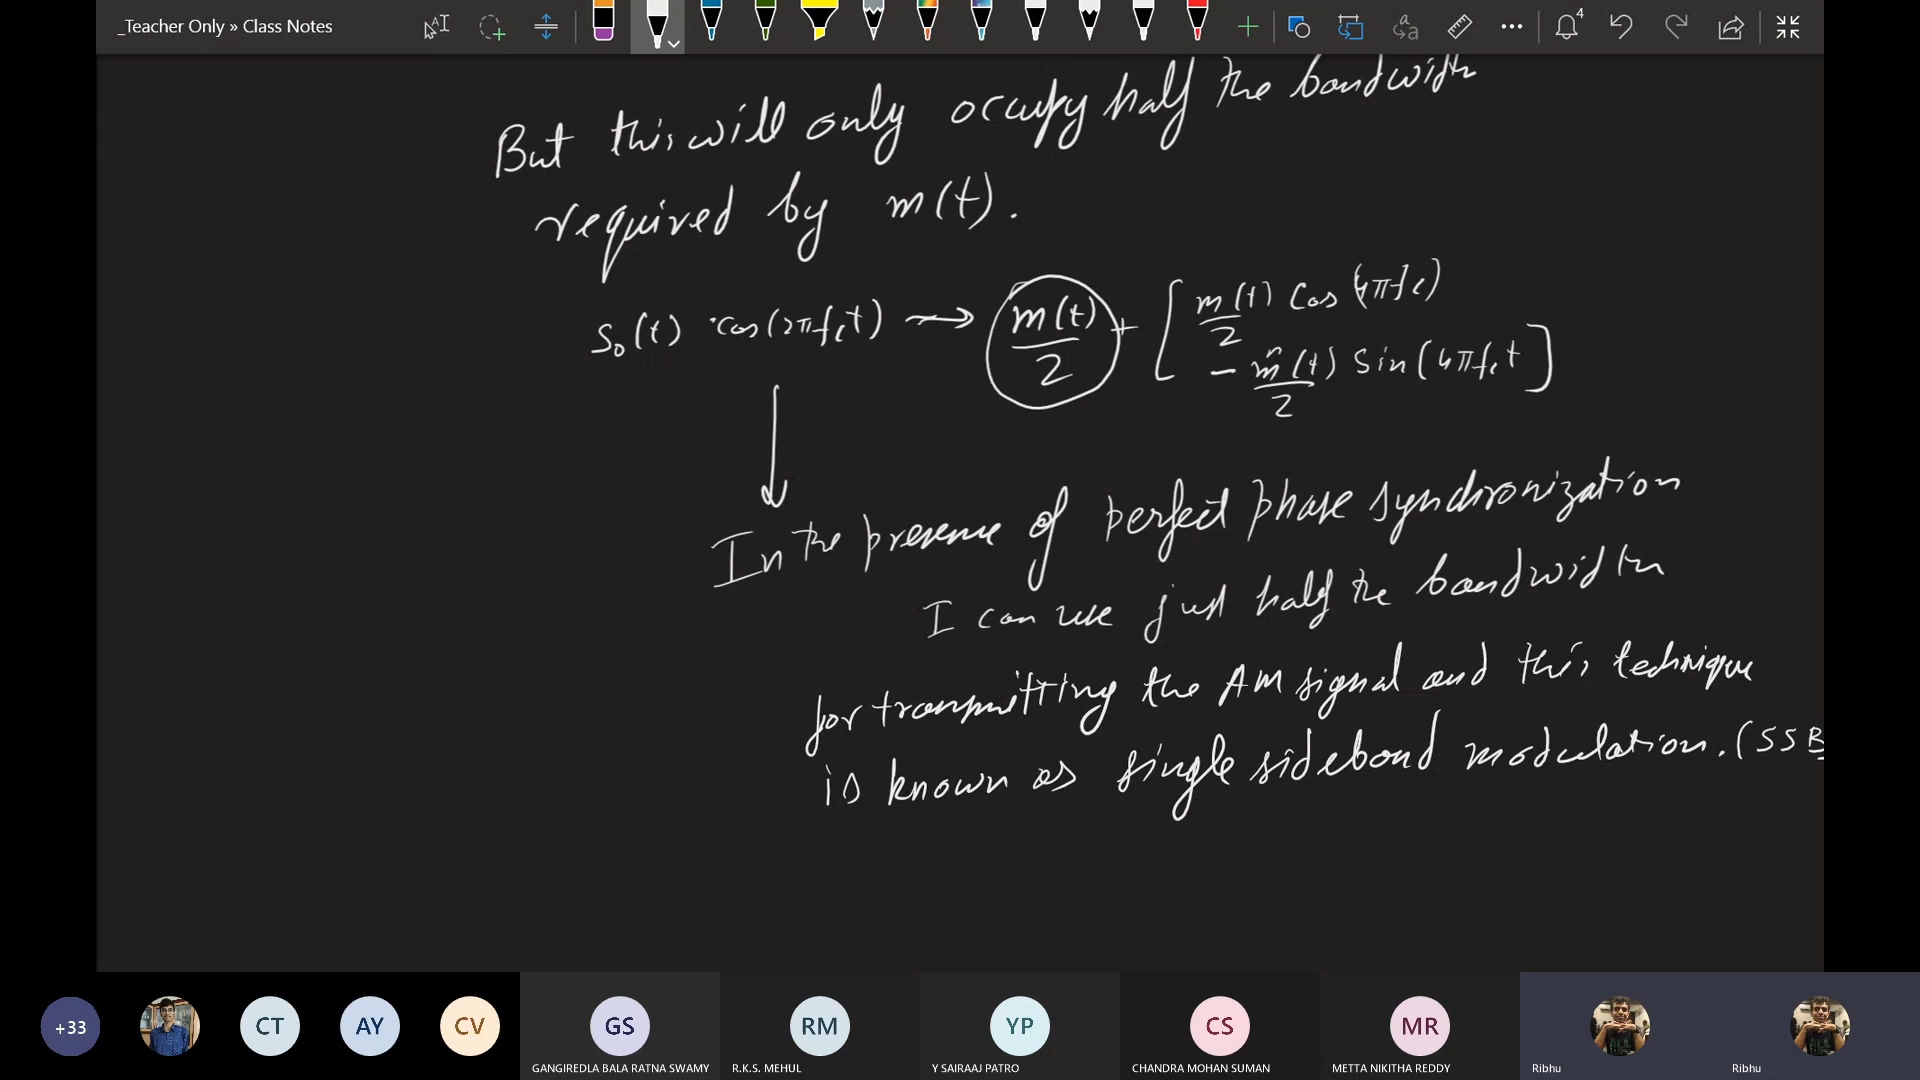 _Teacher Only » Class Notes
4
But this will only occupy half the bandwidth
required by m(t).
S₀(t) · cos(2πf꜀t) → m(t)/2 + [ m(t)/2 cos(4πf꜀)
- m̂(t)/2 sin(4πf꜀t ]
In the presence of perfect phase synchronization
I can use just half the bandwidth
for transmitting the AM signal and this technique
is known as single sideband modulation. (SSB
+33
CT
AY
CV
GS
RM
YP
CS
MR
GANGIREDLA BALA RATNA SWAMY
R.K.S. MEHUL
Y SAIRAAJ PATRO
CHANDRA MOHAN SUMAN
METTA NIKITHA REDDY
Ribhu
Ribhu